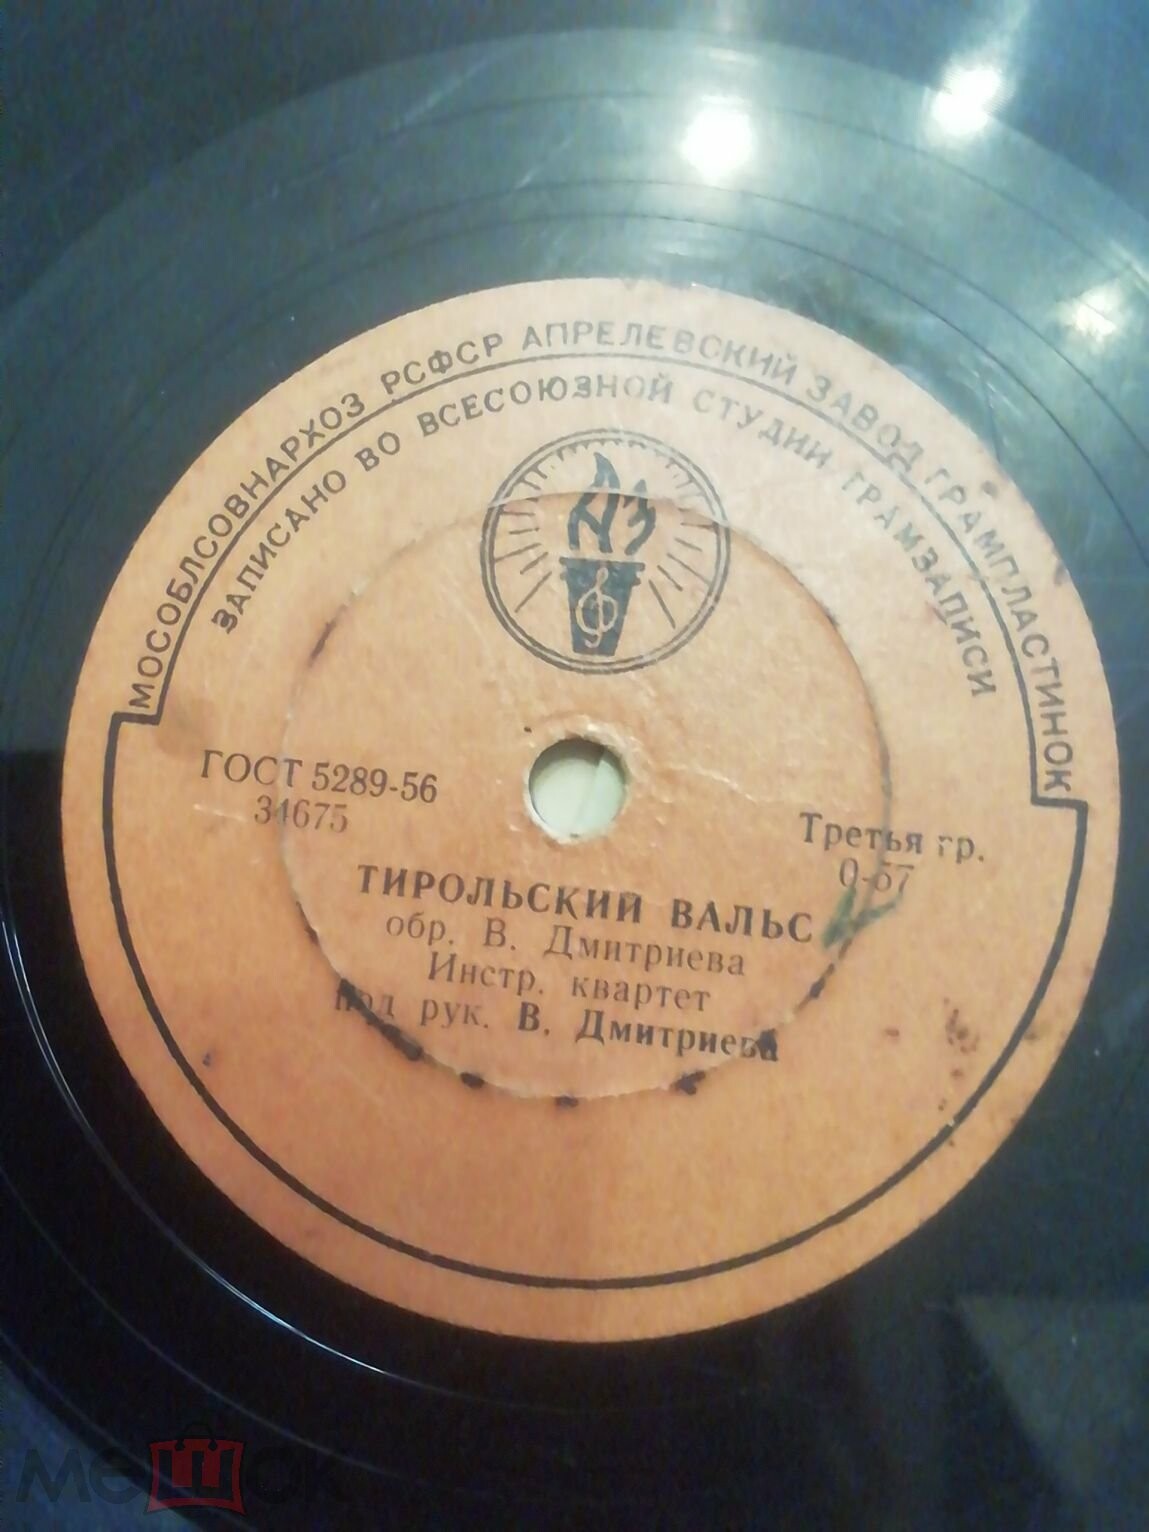 МОСОБЛСОВНАРХОЗ РСФСР АПРЕЛЕВСКИЙ ЗАВОД ГРАМПЛАСТИНОК
ЗАПИСАНО ВО ВСЕСОЮЗНОЙ СТУДИИ ГРАМЗАПИСИ
АЗ
ГОСТ 5289-56
34675
Третья гр.
0-57
ТИРОЛЬСКИЙ ВАЛЬС
обр. В. Дмитриева
Инстр. квартет
под рук. В. Дмитриева
мешок